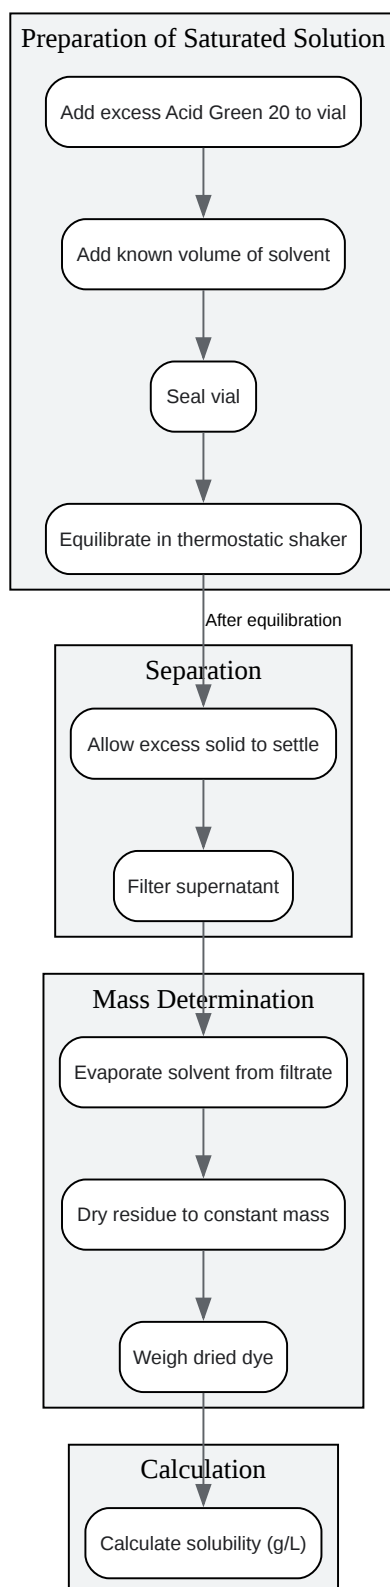 Preparation of Saturated Solution
Add excess Acid Green 20 to vial
Add known volume of solvent
Seal vial
Equilibrate in thermostatic shaker
After equilibration
Separation
Allow excess solid to settle
Filter supernatant
Mass Determination
Evaporate solvent from filtrate
Dry residue to constant mass
Weigh dried dye
Calculation
Calculate solubility (g/L)